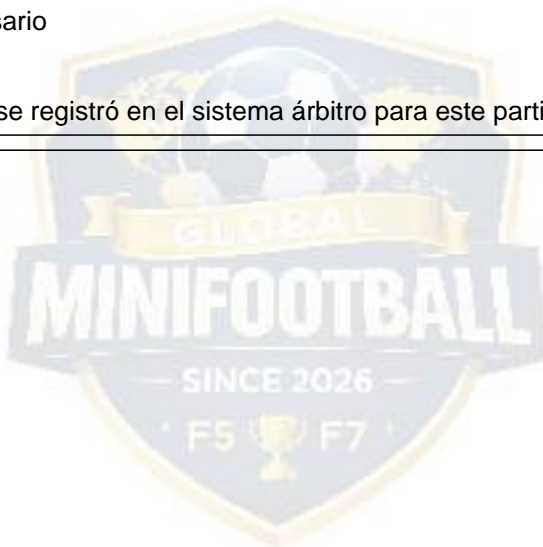 sario
se registró en el sistema árbitro para este parti
GLOBAL
MINIFOOTBALL
SINCE 2026
F5 F7